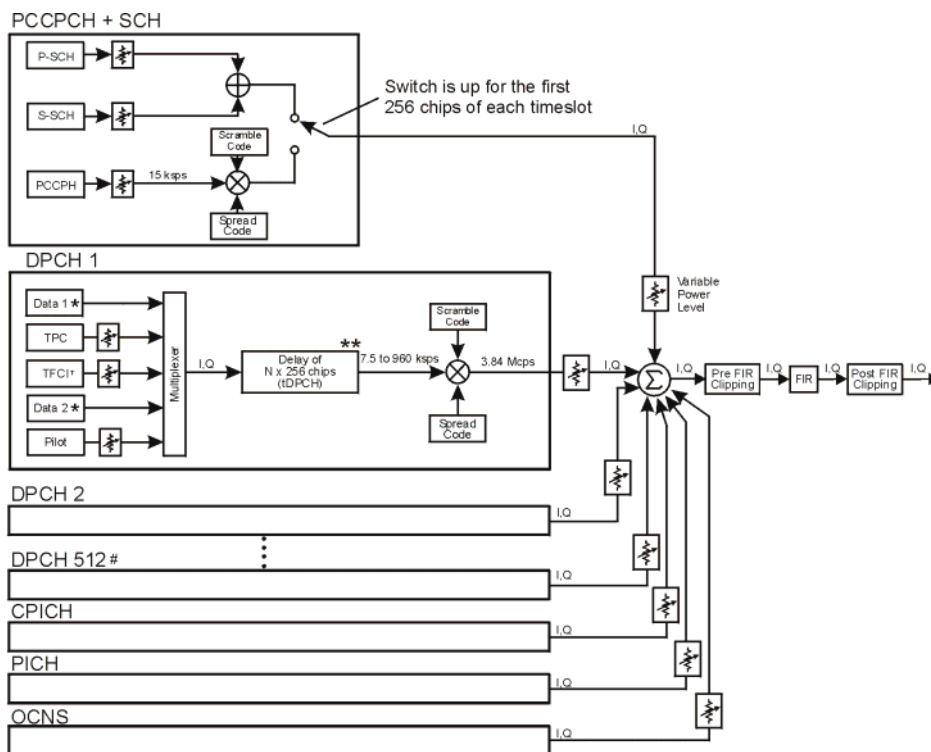 PCCPCH + SCH
P-SCH
S-SCH
Switch is up for the first
256 chips of each timeslot
I,Q
Scramble
Code
PCCPH
15 ksps
Spread
Code
DPCH 1
Variable
Power
Level
Data 1*
TPC
TFCI†
Data 2*
Pilot
Multiplexer
I,Q
**
Delay of
N x 256 chips
(tDPCH)
7.5 to 960 ksps
Scramble
Code
3.84 Mcps
Spread
Code
I,Q
Σ
I,Q
Pre FIR
Clipping
I,Q
FIR
I,Q
Post FIR
Clipping
I,Q
DPCH 2
I,Q
DPCH 512 #
I,Q
CPICH
I,Q
PICH
I,Q
OCNS
I,Q